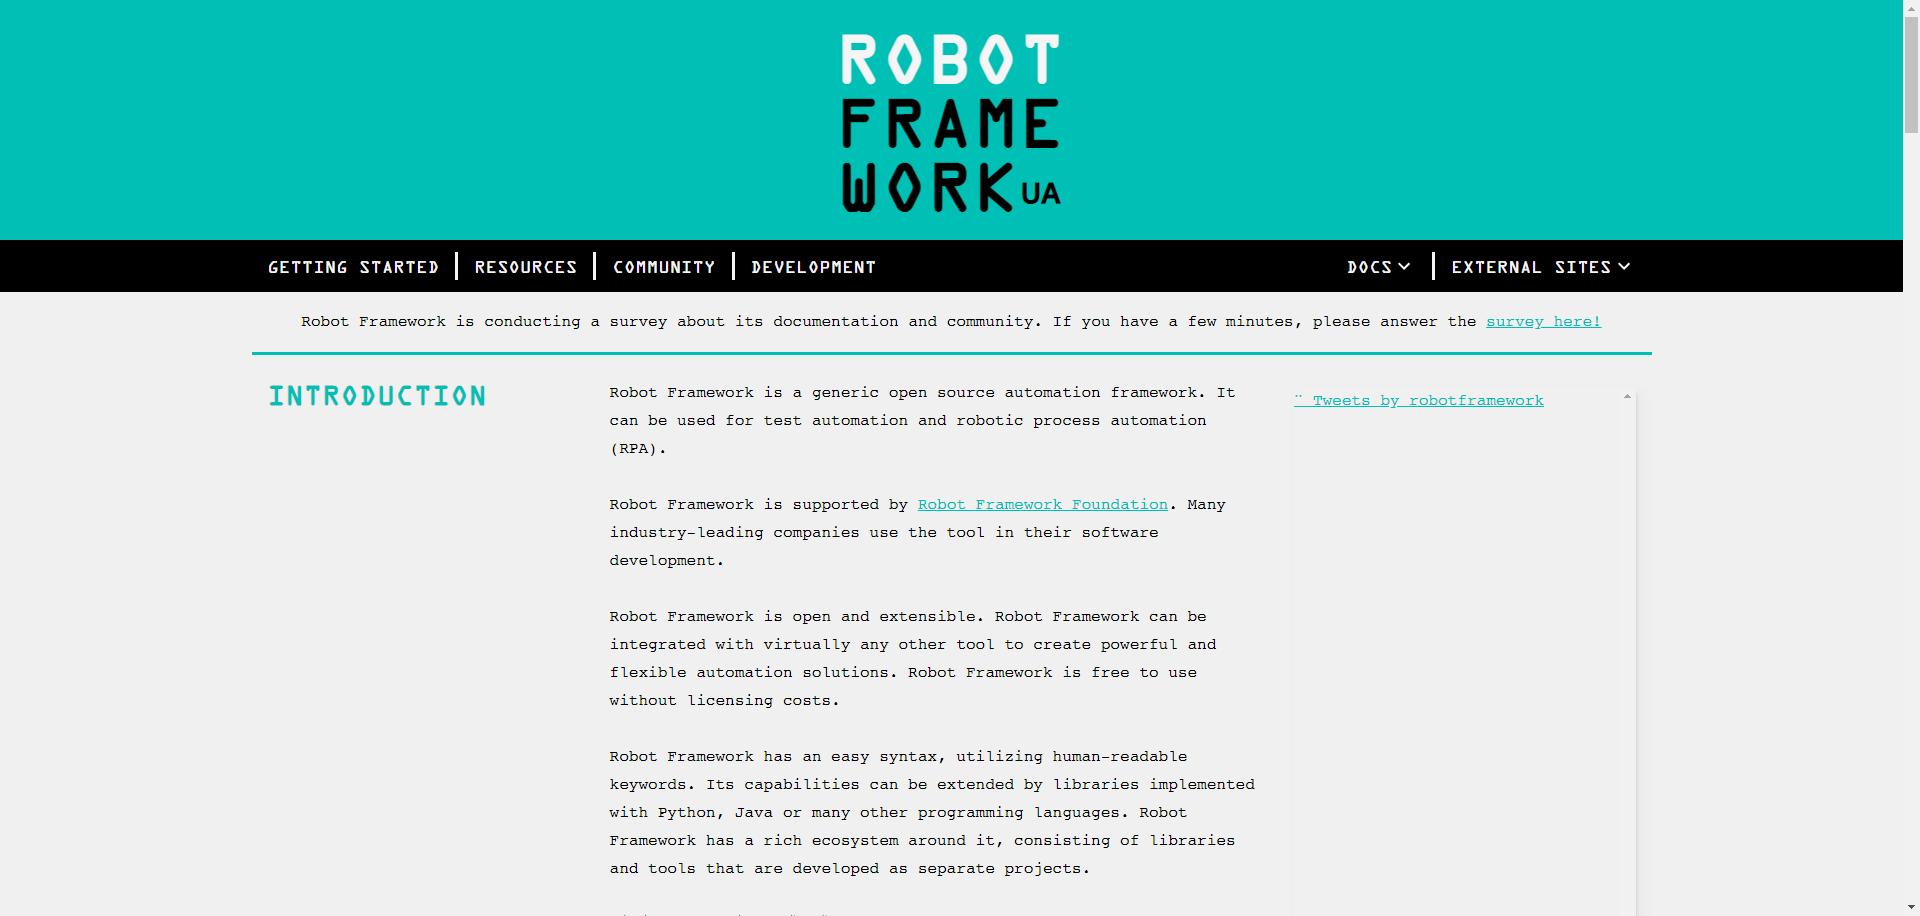 ROBOT
FRAME
WORK UA
GETTING STARTED
RESOURCES
COMMUNITY
DEVELOPMENT
DOCS
EXTERNAL SITES
Robot Framework is conducting a survey about its documentation and community. If you have a few minutes, please answer the survey here!
INTRODUCTION
Robot Framework is a generic open source automation framework. It
can be used for test automation and robotic process automation
(RPA).
Robot Framework is supported by Robot Framework Foundation. Many
industry-leading companies use the tool in their software
development.
Robot Framework is open and extensible. Robot Framework can be
integrated with virtually any other tool to create powerful and
flexible automation solutions. Robot Framework is free to use
without licensing costs.
Robot Framework has an easy syntax, utilizing human-readable
keywords. Its capabilities can be extended by libraries implemented
with Python, Java or many other programming languages. Robot
Framework has a rich ecosystem around it, consisting of libraries
and tools that are developed as separate projects.
¨ Tweets by robotframework